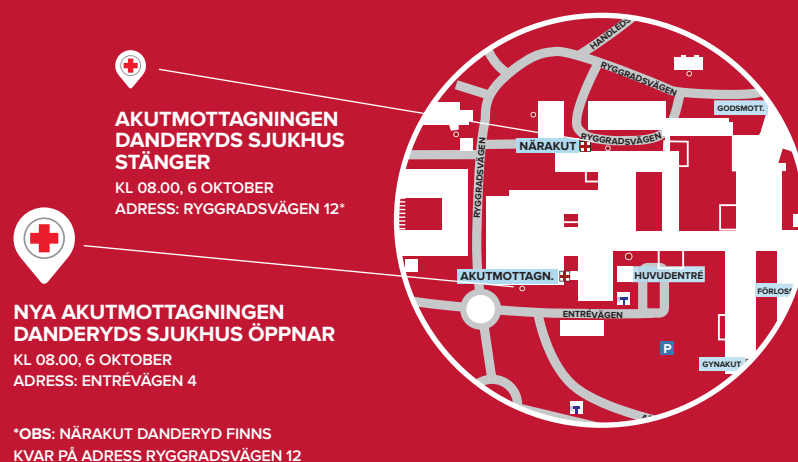 AKUTMOTTAGNINGEN
DANDERYDS SJUKHUS
STÄNGER
KL 08.00, 6 OKTOBER
ADRESS: RYGGRADSVÄGEN 12*
NYA AKUTMOTTAGNINGEN
DANDERYDS SJUKHUS ÖPPNAR
KL 08.00, 6 OKTOBER
ADRESS: ENTRÉVÄGEN 4
*OBS: NÄRAKUT DANDERYD FINNS
KVAR PÅ ADRESS RYGGRADSVÄGEN 12
HANDLEDS
RYGGRADSVÄGEN
GODSMOTT.
RYGGRADSVÄGEN
NÄRAKUT
RYGGRADSVÄGEN
AKUTMOTTAGN.
HUVUDENTRÉ
FÖRLOSS
T
ENTRÉVÄGEN
P
GYNAKUT
T